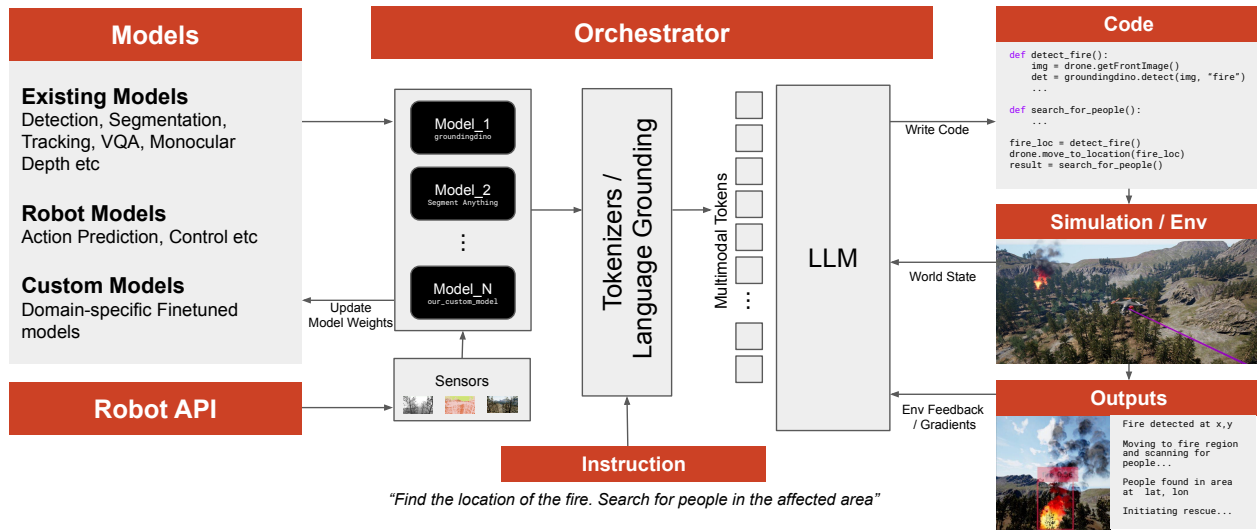 Models
Existing Models
Detection, Segmentation,
Tracking, VQA, Monocular
Depth etc
Robot Models
Action Prediction, Control etc
Custom Models
Domain-specific Finetuned
models
Robot API
Orchestrator
Model_1
groundingdino
Model_2
Segment Anything
⋮
Model_N
our_custom_model
Update
Model Weights
Sensors
Tokenizers /
Language Grounding
Multimodal Tokens
...
LLM
Instruction
“Find the location of the fire. Search for people in the affected area”
Write Code
World State
Env Feedback
/ Gradients
Code
def detect_fire():
img = drone.getFrontImage()
det = groundingdino.detect(img, “fire”)
...
def search_for_people():
...
fire_loc = detect_fire()
drone.move_to_location(fire_loc)
result = search_for_people()
Simulation / Env
Outputs
Fire detected at x,y
Moving to fire region
and scanning for
people...
People found in area
at lat, lon
Initiating rescue...